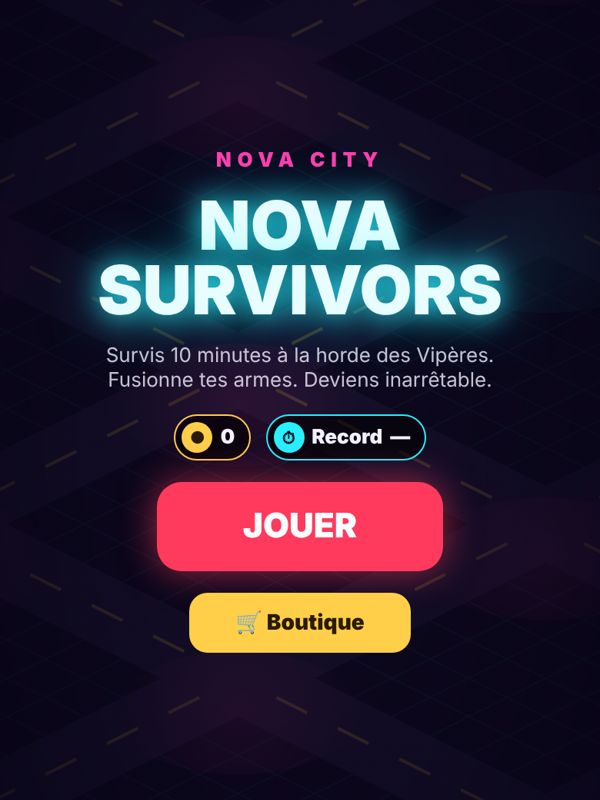 NOVA CITY
NOVA
SURVIVORS
Survis 10 minutes à la horde des Vipères.
Fusionne tes armes. Deviens inarrêtable.
0
Record —
JOUER
🛒 Boutique